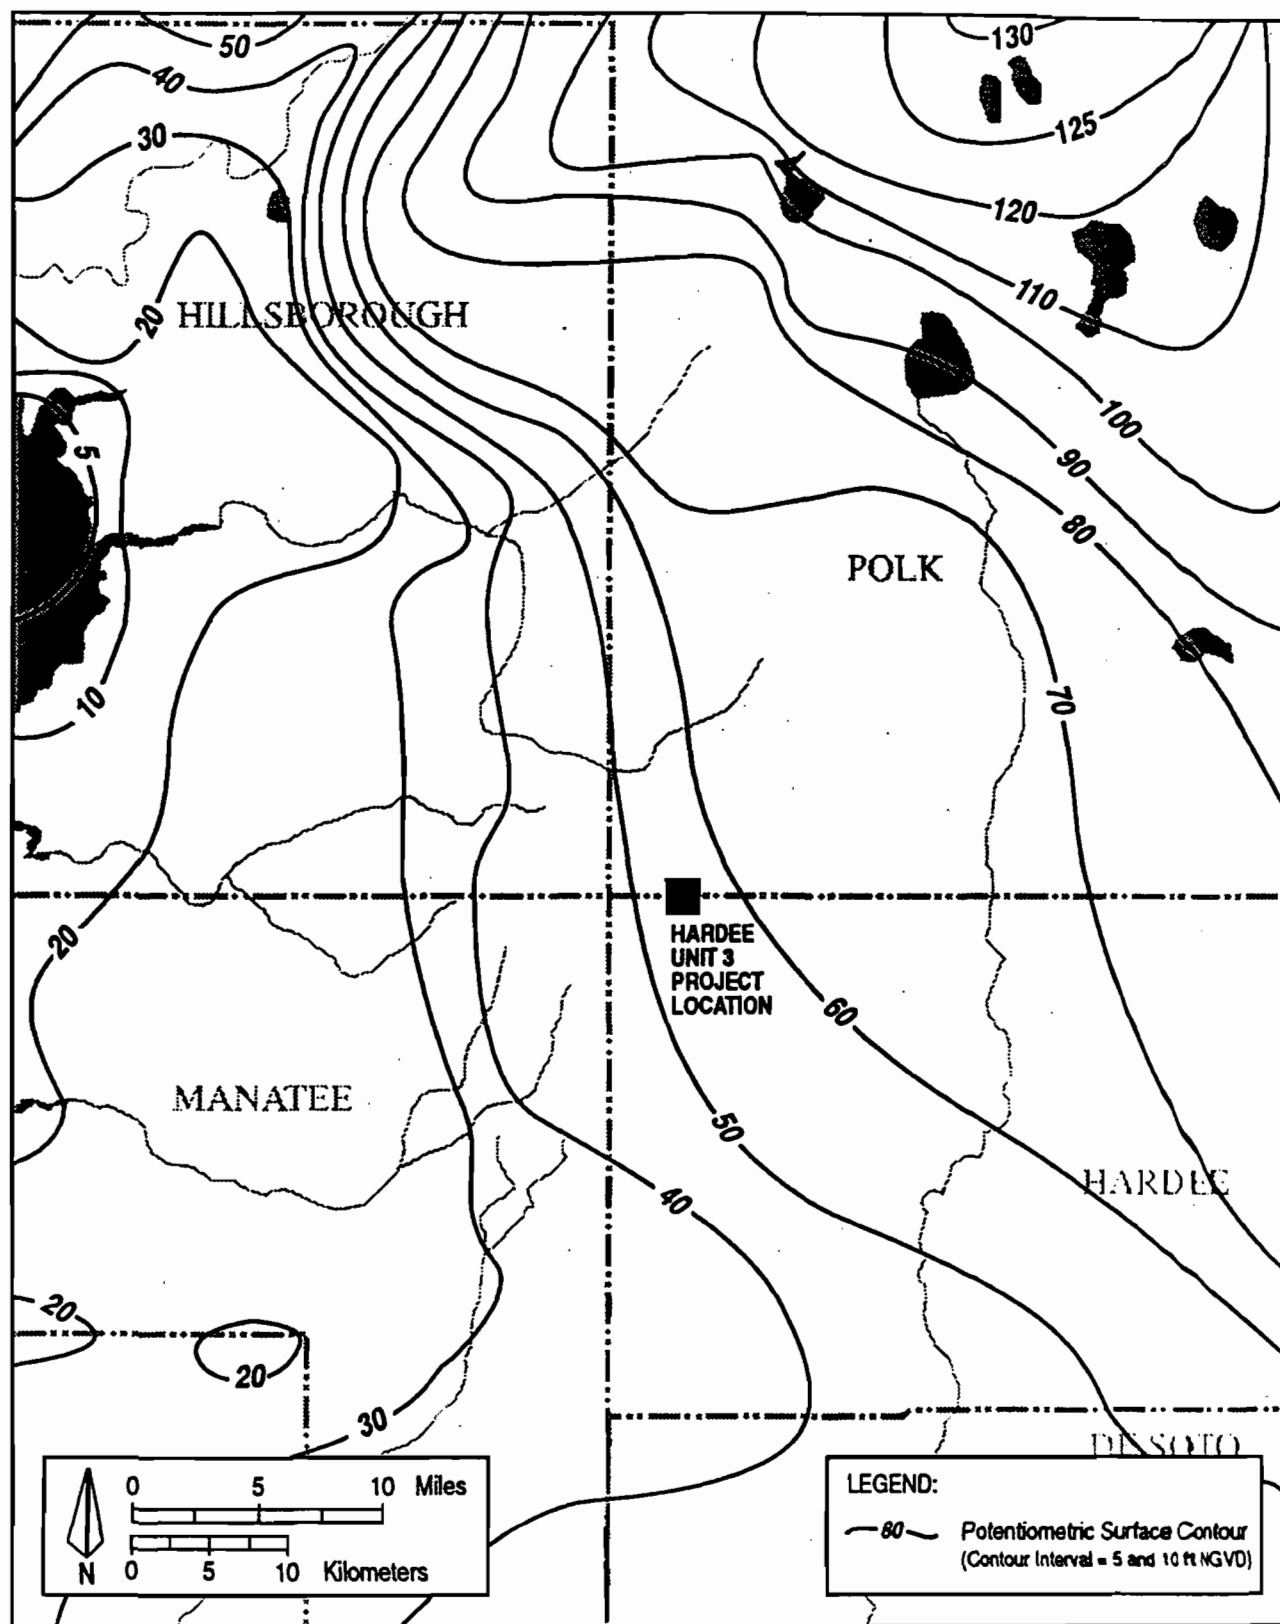 50
130
40
125
30
120
110
20
HILLSBOROUGH
100
5
90
80
POLK
10
70
20
HARDEE
UNIT 3
PROJECT
LOCATION
60
MANATEE
50
HARDEE
40
20
20
30
DE SOTO
0 5 10 Miles
0 5 10 Kilometers
N
LEGEND:
80 Potentiometric Surface Contour
(Contour Interval = 5 and 10 ft NGVD)